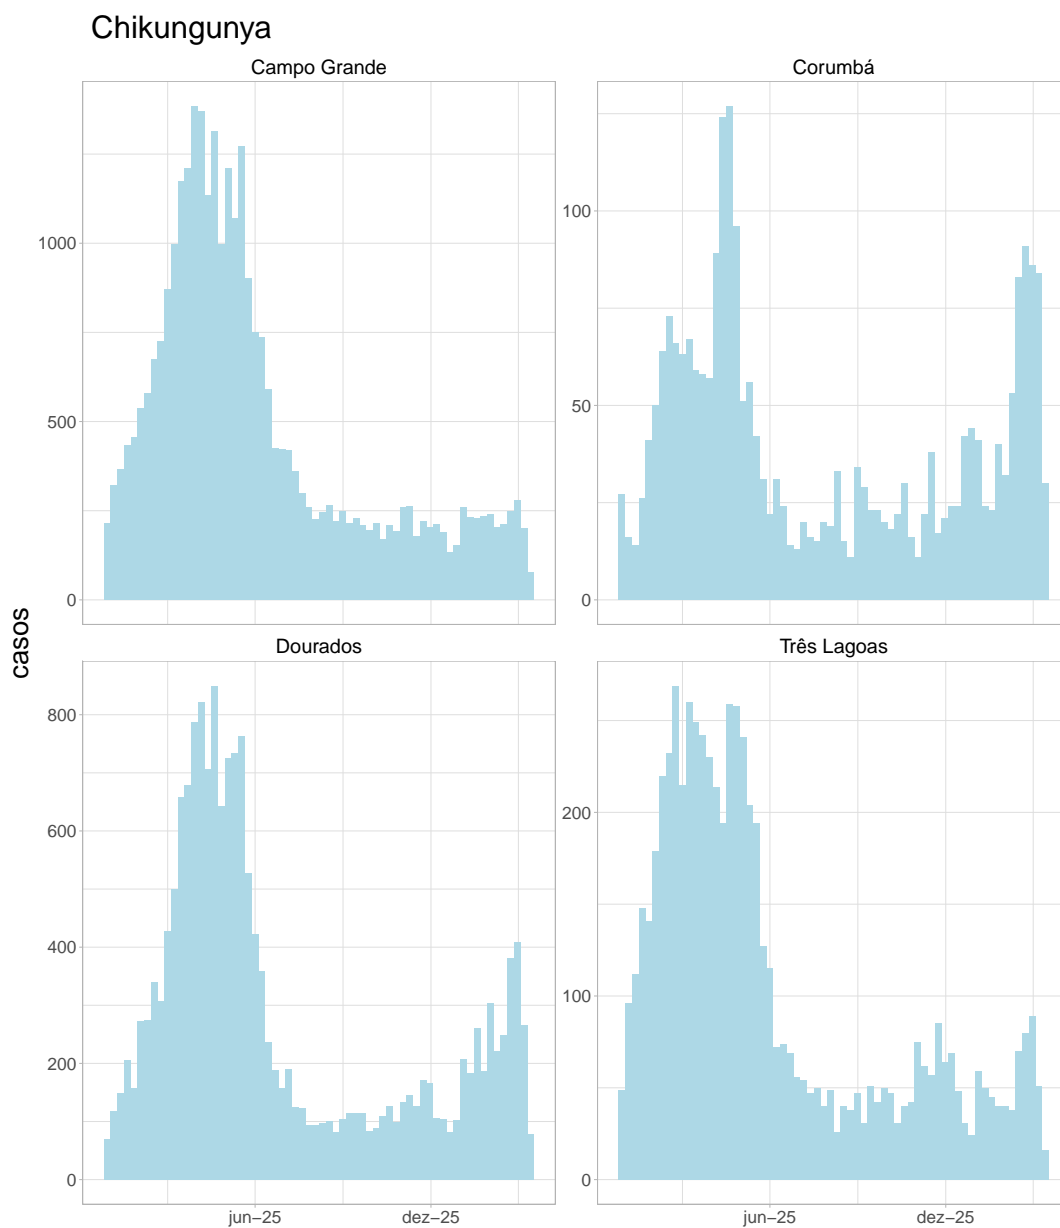 Chikungunya
Campo Grande
Corumbá
1000
500
0
100
50
0
casos
Dourados
Três Lagoas
800
600
400
200
0
200
100
0
jun–25
dez–25
jun–25
dez–25